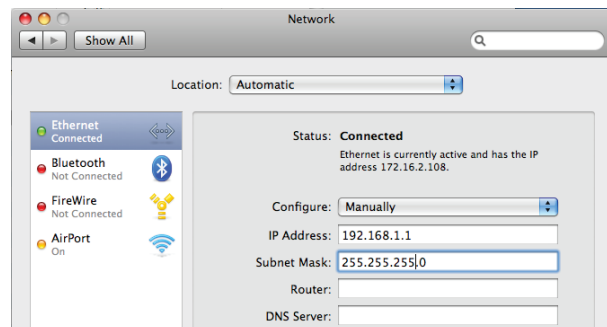 Network
Show All
Location: Automatic
Ethernet
Connected
Bluetooth
Not Connected
FireWire
Not Connected
AirPort
On
Status: Connected
Ethernet is currently active and has the IP
address 172.16.2.108.
Configure: Manually
IP Address: 192.168.1.1
Subnet Mask: 255.255.255.0
Router:
DNS Server: